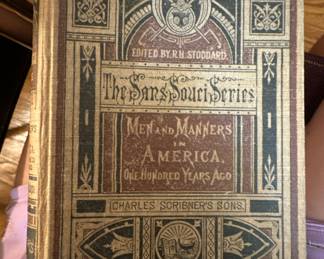 EDITED BY R.H. STODDARD.
The Sans Souci Series
MEN AND MANNERS
IN
AMERICA
ONE HUNDRED YEARS AGO
CHARLES SCRIBNER'S SONS.